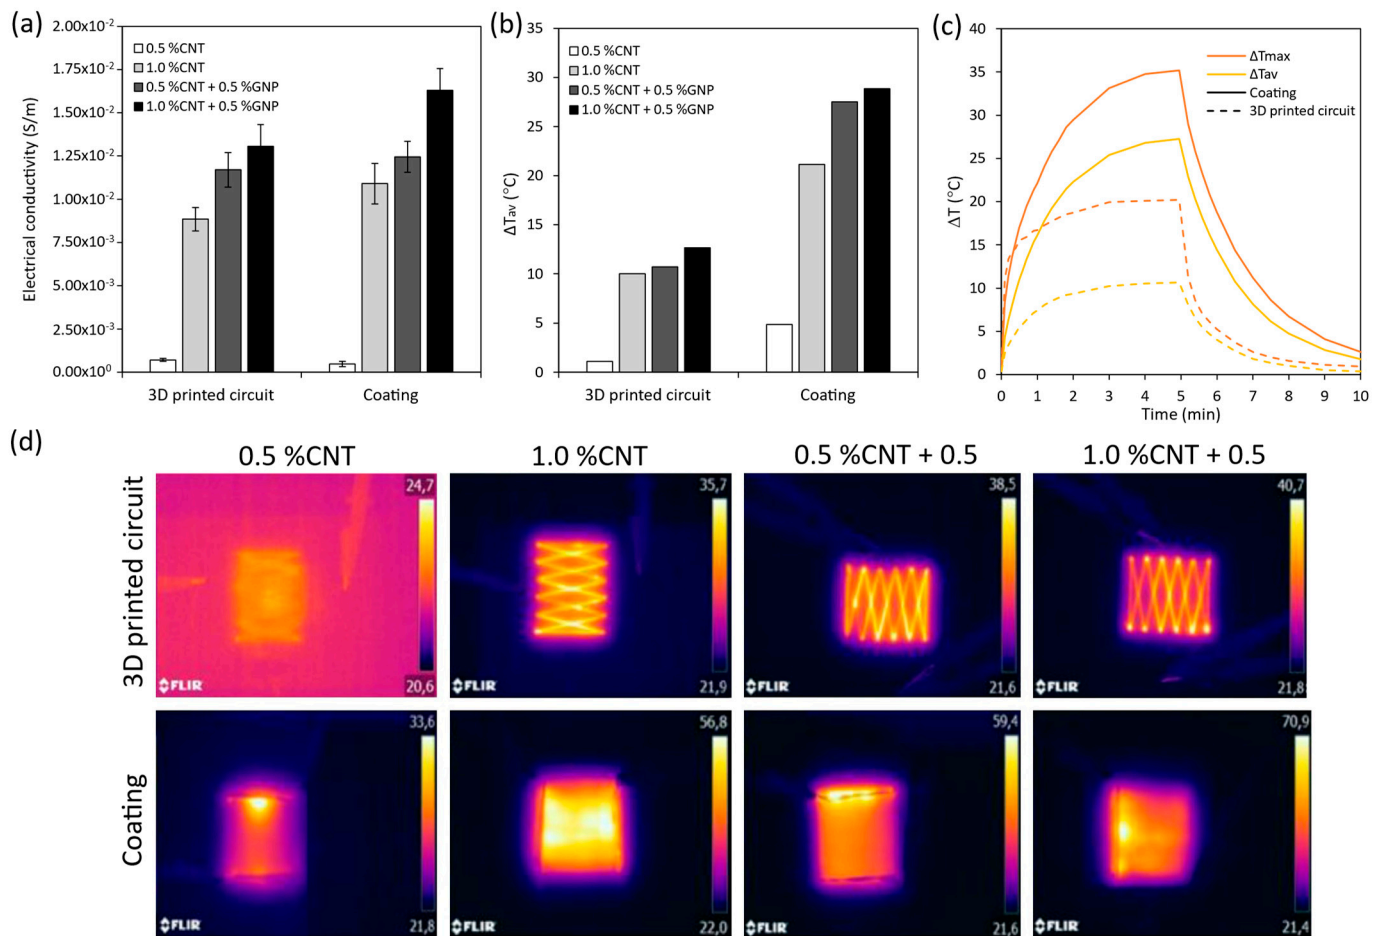 (a)
Electrical conductivity (S/m)
2.00x10⁻²
1.75x10⁻²
1.50x10⁻²
1.25x10⁻²
1.00x10⁻²
7.50x10⁻³
5.00x10⁻³
2.50x10⁻³
0.00x10⁰
0.5 %CNT
1.0 %CNT
0.5 %CNT + 0.5 %GNP
1.0 %CNT + 0.5 %GNP
3D printed circuit
Coating
(b)
ΔTav (°C)
35
30
25
20
15
10
5
0
0.5 %CNT
1.0 %CNT
0.5 %CNT + 0.5 %GNP
1.0 %CNT + 0.5 %GNP
3D printed circuit
Coating
(c)
ΔT (°C)
40
35
30
25
20
15
10
5
0
ΔTmax
ΔTav
Coating
3D printed circuit
0 1 2 3 4 5 6 7 8 9 10
Time (min)
(d)
0.5 %CNT
1.0 %CNT
0.5 %CNT + 0.5
1.0 %CNT + 0.5
3D printed circuit
24,7
20,6
FLIR
35,7
21,9
FLIR
38,5
21,6
FLIR
40,7
21,8
FLIR
Coating
33,6
21,8
FLIR
56,8
22,0
FLIR
59,4
21,6
FLIR
70,9
21,4
FLIR